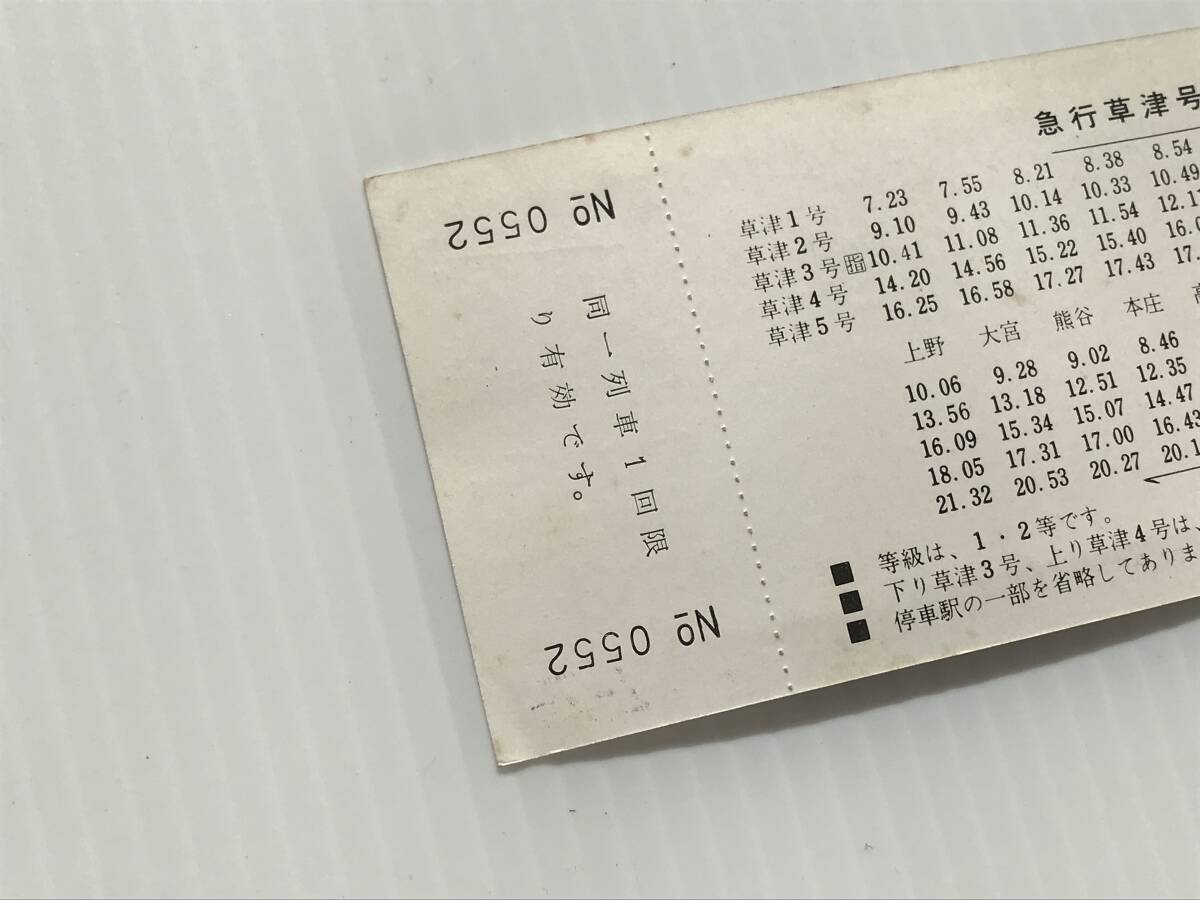 No 0552
同一列車1回限
り有効です。
No 0552
急行草津号
草津1号 7.23 7.55 8.21 8.38 8.54
草津2号 9.10 9.43 10.14 10.33 10.49
草津3号 10.41 11.08 11.36 11.54
草津4号 14.20 14.56 15.22 15.40
草津5号 16.25 16.58 17.27 17.43
上野 大宮 熊谷 本庄
10.06 9.28 9.02 8.46
13.56 13.18 12.51 12.35
16.09 15.34 15.07 14.47
18.05 17.31 17.00 16.43
21.32 20.53 20.27
■ 等級は、1・2等です。
■ 下り草津3号、上り草津4号は、
■ 停車駅の一部を省略してありま